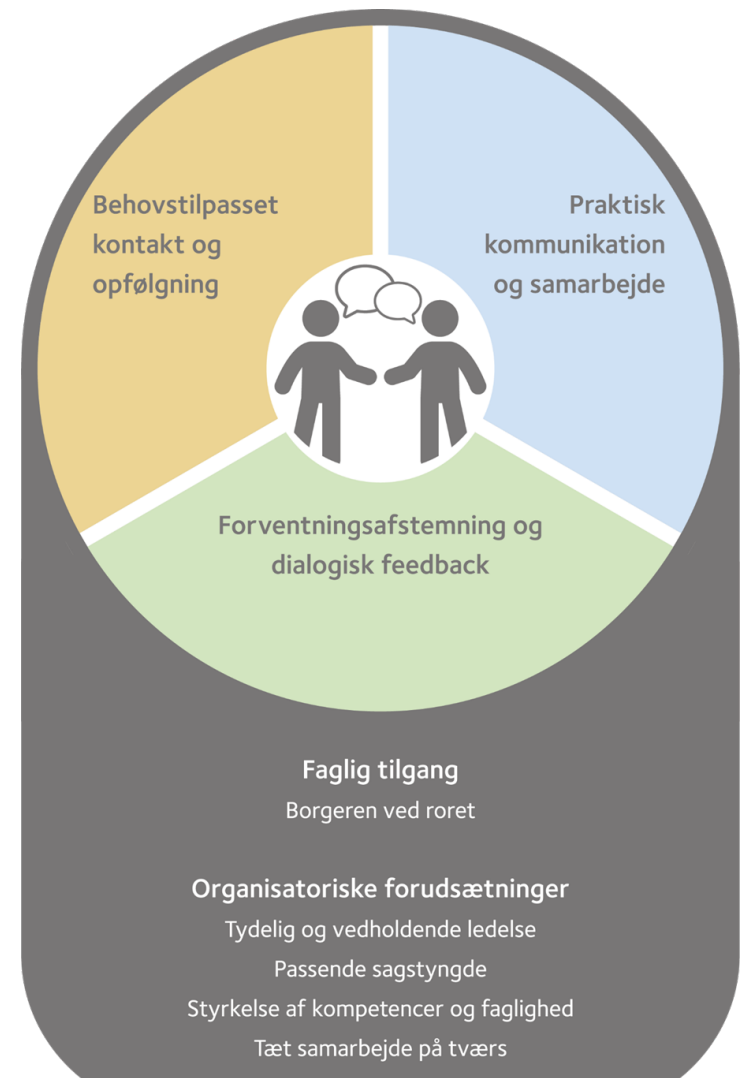 Behovstilpasset
kontakt og
opfølgning
Praktisk
kommunikation
og samarbejde
Forventningsafstemning og
dialogisk feedback
Faglig tilgang
Borgeren ved roret
Organisatoriske forudsætninger
Tydelig og vedholdende ledelse
Passende sagstyngde
Styrkelse af kompetencer og faglighed
Tæt samarbejde på tværs